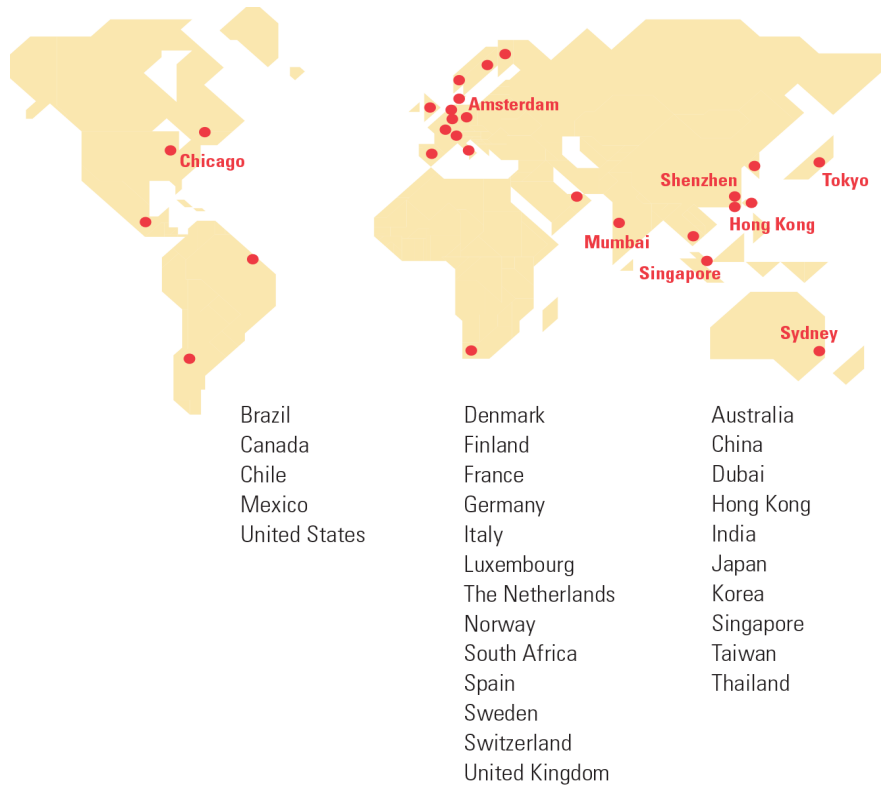 Amsterdam
Chicago
Shenzhen
Tokyo
Hong Kong
Mumbai
Singapore
Sydney
Brazil
Canada
Chile
Mexico
United States
Denmark
Finland
France
Germany
Italy
Luxembourg
The Netherlands
Norway
South Africa
Spain
Sweden
Switzerland
United Kingdom
Australia
China
Dubai
Hong Kong
India
Japan
Korea
Singapore
Taiwan
Thailand